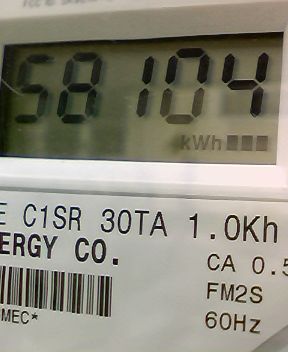 58104
kWh
E C1SR 30TA 1.0Kh
ERGY CO.
CA 0.5
FM2S
MEC*
60Hz